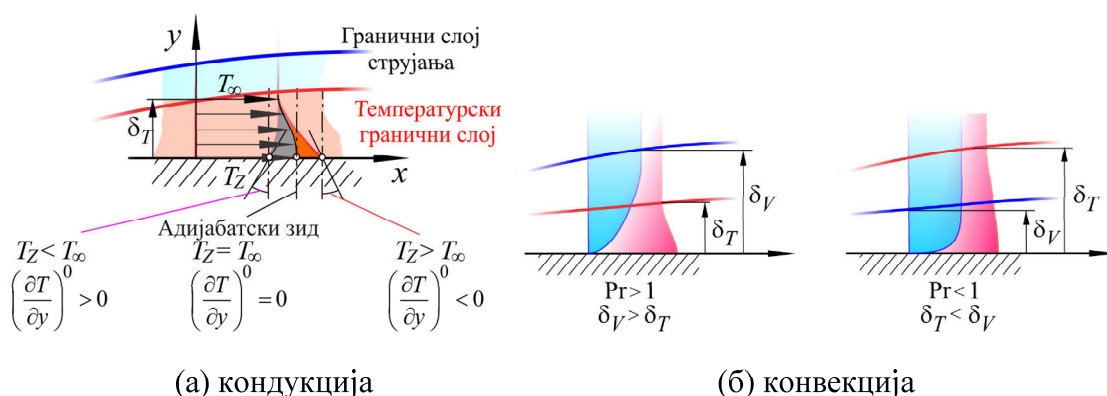 y
Гранични слој
струјања
T∞
Температурски
гранични слој
δT
x
TZ
Адијабатски зид
TZ < T∞
TZ = T∞
TZ > T∞
(∂T/∂y)⁰ > 0
(∂T/∂y)⁰ = 0
(∂T/∂y)⁰ < 0
(а) кондукција
δV
δT
Pr > 1
δV > δT
δT
δV
Pr < 1
δT < δV
(б) конвекција